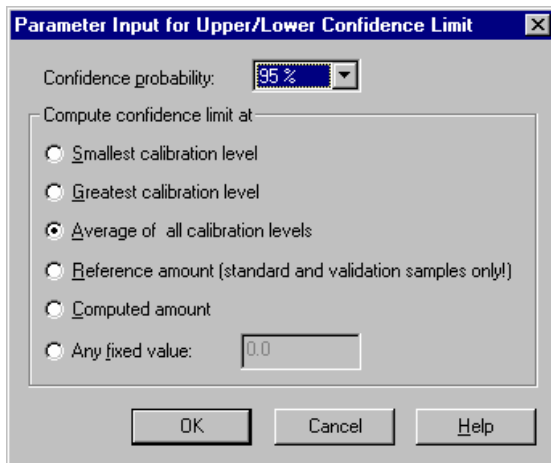 Parameter Input for Upper/Lower Confidence Limit
Confidence probability: 95 %
Compute confidence limit at
Smallest calibration level
Greatest calibration level
Average of all calibration levels
Reference amount (standard and validation samples only!)
Computed amount
Any fixed value: 0.0
OK Cancel Help